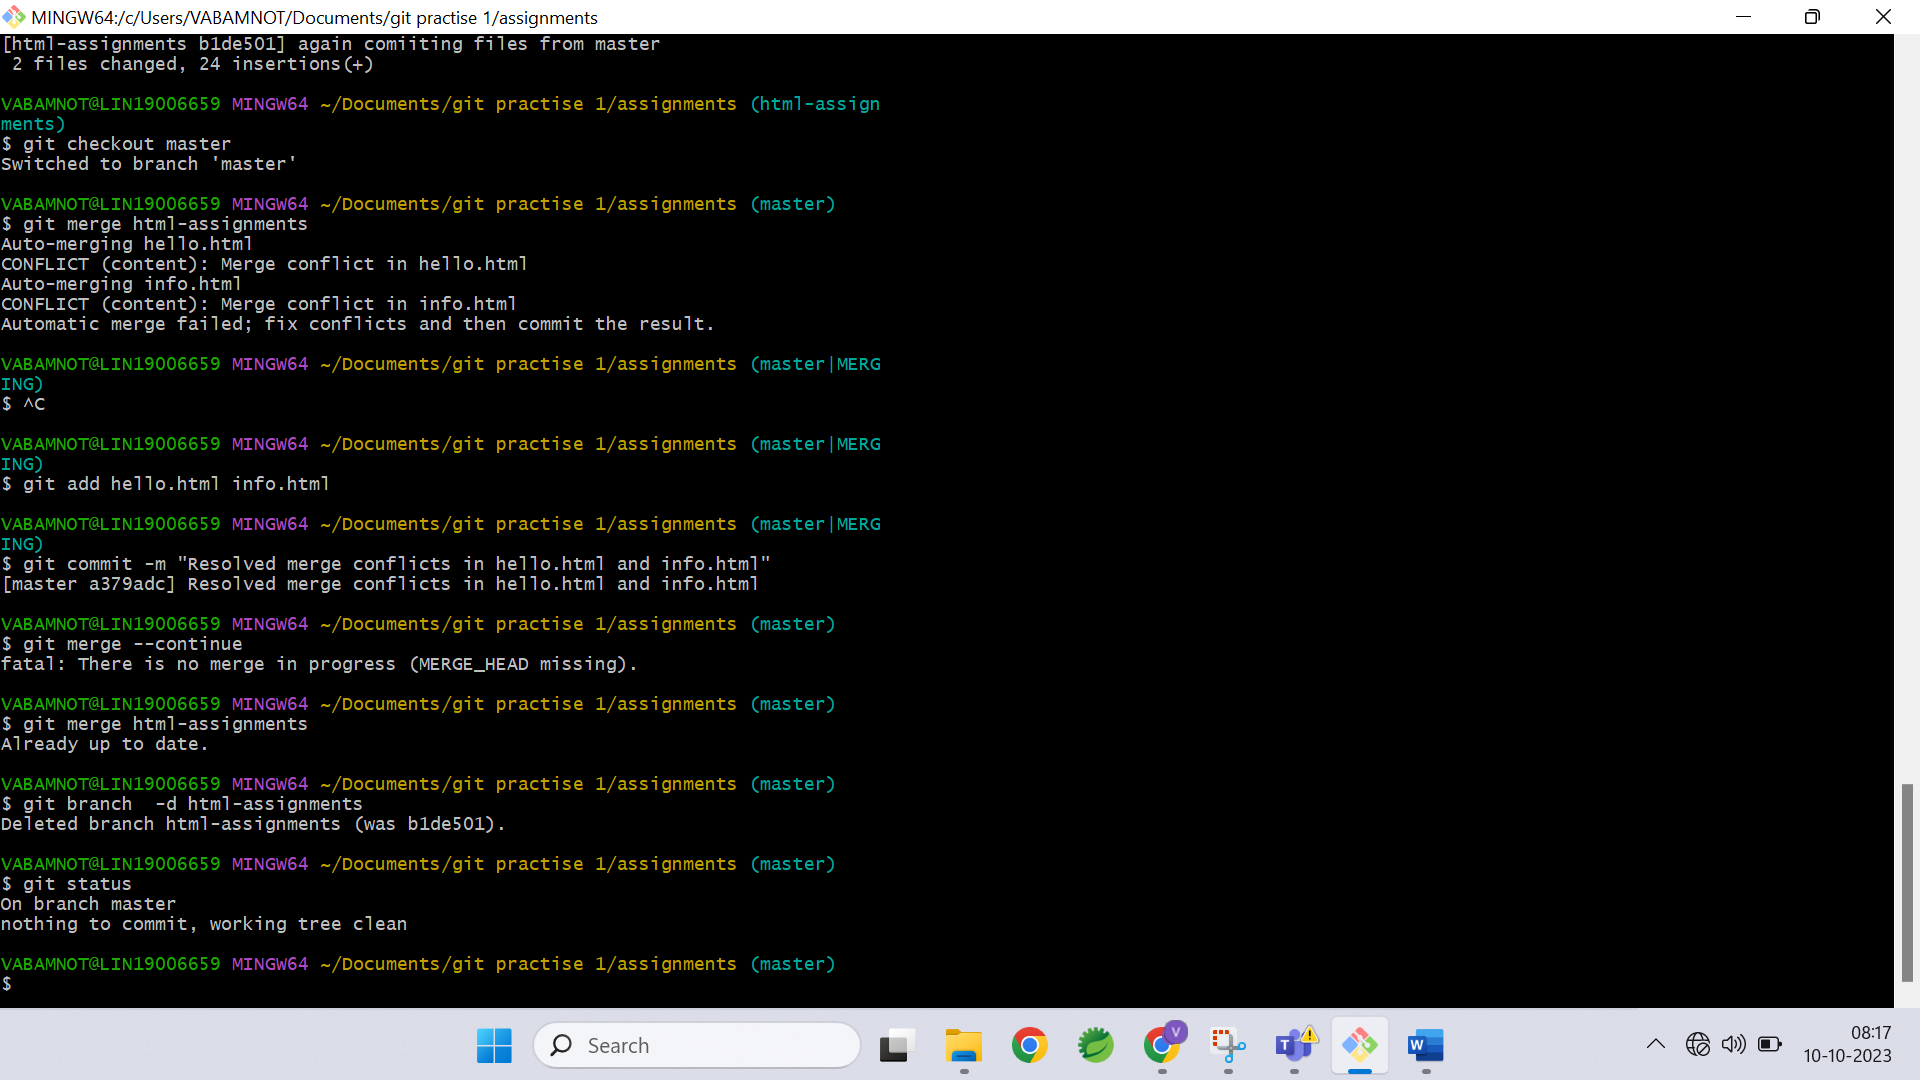 MINGW64:/c/Users/VABAMNOT/Documents/git practise 1/assignments
[html-assignments b1de501] again comiiting files from master
 2 files changed, 24 insertions(+)
VABAMNOT@LIN19006659 MINGW64 ~/Documents/git practise 1/assignments (html-assign
ments)
$ git checkout master
Switched to branch 'master'
VABAMNOT@LIN19006659 MINGW64 ~/Documents/git practise 1/assignments (master)
$ git merge html-assignments
Auto-merging hello.html
CONFLICT (content): Merge conflict in hello.html
Auto-merging info.html
CONFLICT (content): Merge conflict in info.html
Automatic merge failed; fix conflicts and then commit the result.
VABAMNOT@LIN19006659 MINGW64 ~/Documents/git practise 1/assignments (master|MERG
ING)
$ ^C
VABAMNOT@LIN19006659 MINGW64 ~/Documents/git practise 1/assignments (master|MERG
ING)
$ git add hello.html info.html
VABAMNOT@LIN19006659 MINGW64 ~/Documents/git practise 1/assignments (master|MERG
ING)
$ git commit -m "Resolved merge conflicts in hello.html and info.html"
[master a379adc] Resolved merge conflicts in hello.html and info.html
VABAMNOT@LIN19006659 MINGW64 ~/Documents/git practise 1/assignments (master)
$ git merge --continue
fatal: There is no merge in progress (MERGE_HEAD missing).
VABAMNOT@LIN19006659 MINGW64 ~/Documents/git practise 1/assignments (master)
$ git merge html-assignments
Already up to date.
VABAMNOT@LIN19006659 MINGW64 ~/Documents/git practise 1/assignments (master)
$ git branch  -d html-assignments
Deleted branch html-assignments (was b1de501).
VABAMNOT@LIN19006659 MINGW64 ~/Documents/git practise 1/assignments (master)
$ git status
On branch master
nothing to commit, working tree clean
VABAMNOT@LIN19006659 MINGW64 ~/Documents/git practise 1/assignments (master)
$
Search
V
T
W
08:17
10-10-2023